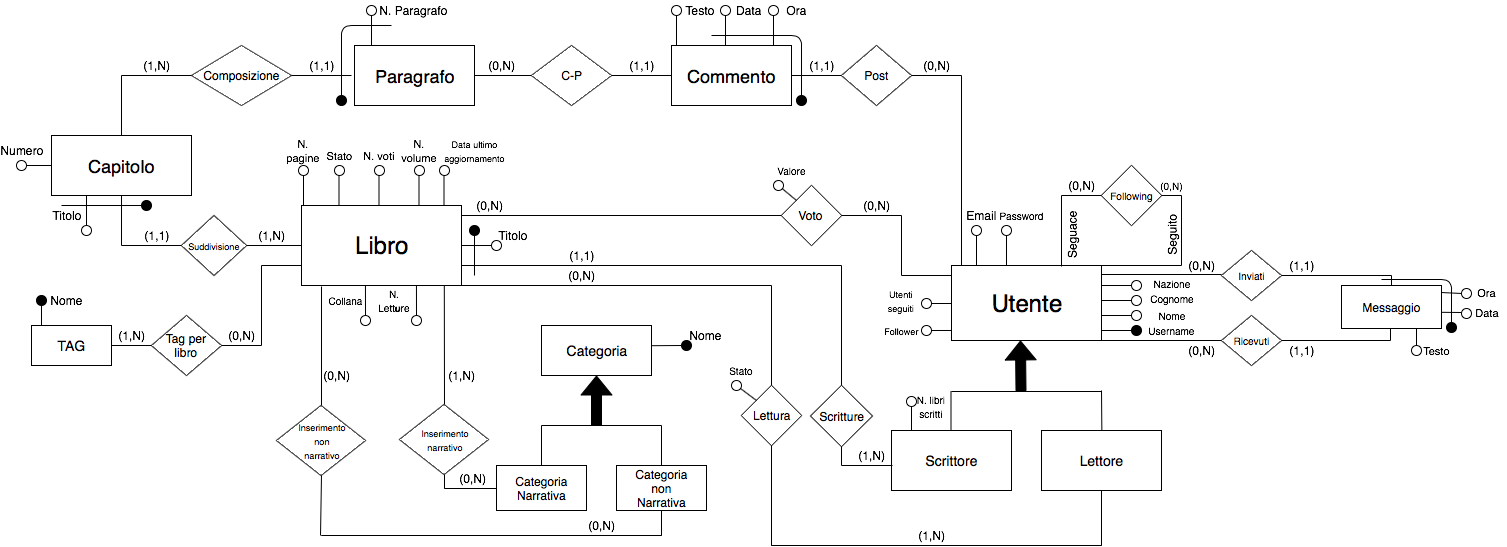 N. Paragrafo
Testo
Data
Ora
(1,N)
Composizione
(1,1)
Paragrafo
(0,N)
C-P
(1,1)
Commento
(1,1)
Post
(0,N)
Numero
Capitolo
Titolo
N.
pagine
Stato
N. voti
N.
volume
Data ultimo
aggiornamento
(1,1)
Suddivisione
(1,N)
Libro
Titolo
(0,N)
Valore
Voto
(0,N)
(1,1)
(0,N)
Email
Password
(0,N)
Following
(0,N)
Seguace
Seguito
Utenti
seguiti
Follower
Utente
Nazione
Cognome
Nome
Username
(0,N)
Inviati
(1,1)
Messaggio
Ora
Data
Testo
(0,N)
Ricevuti
(1,1)
Nome
TAG
(1,N)
Tag per
libro
(0,N)
Collana
N.
Letture
Categoria
Nome
(0,N)
(1,N)
Inserimento
non
narrativo
Inserimento
narrativo
(0,N)
Categoria
Narrativa
Categoria
non
Narrativa
(0,N)
Stato
Lettura
Scritture
(1,N)
N. libri
scritti
Scrittore
Lettore
(1,N)